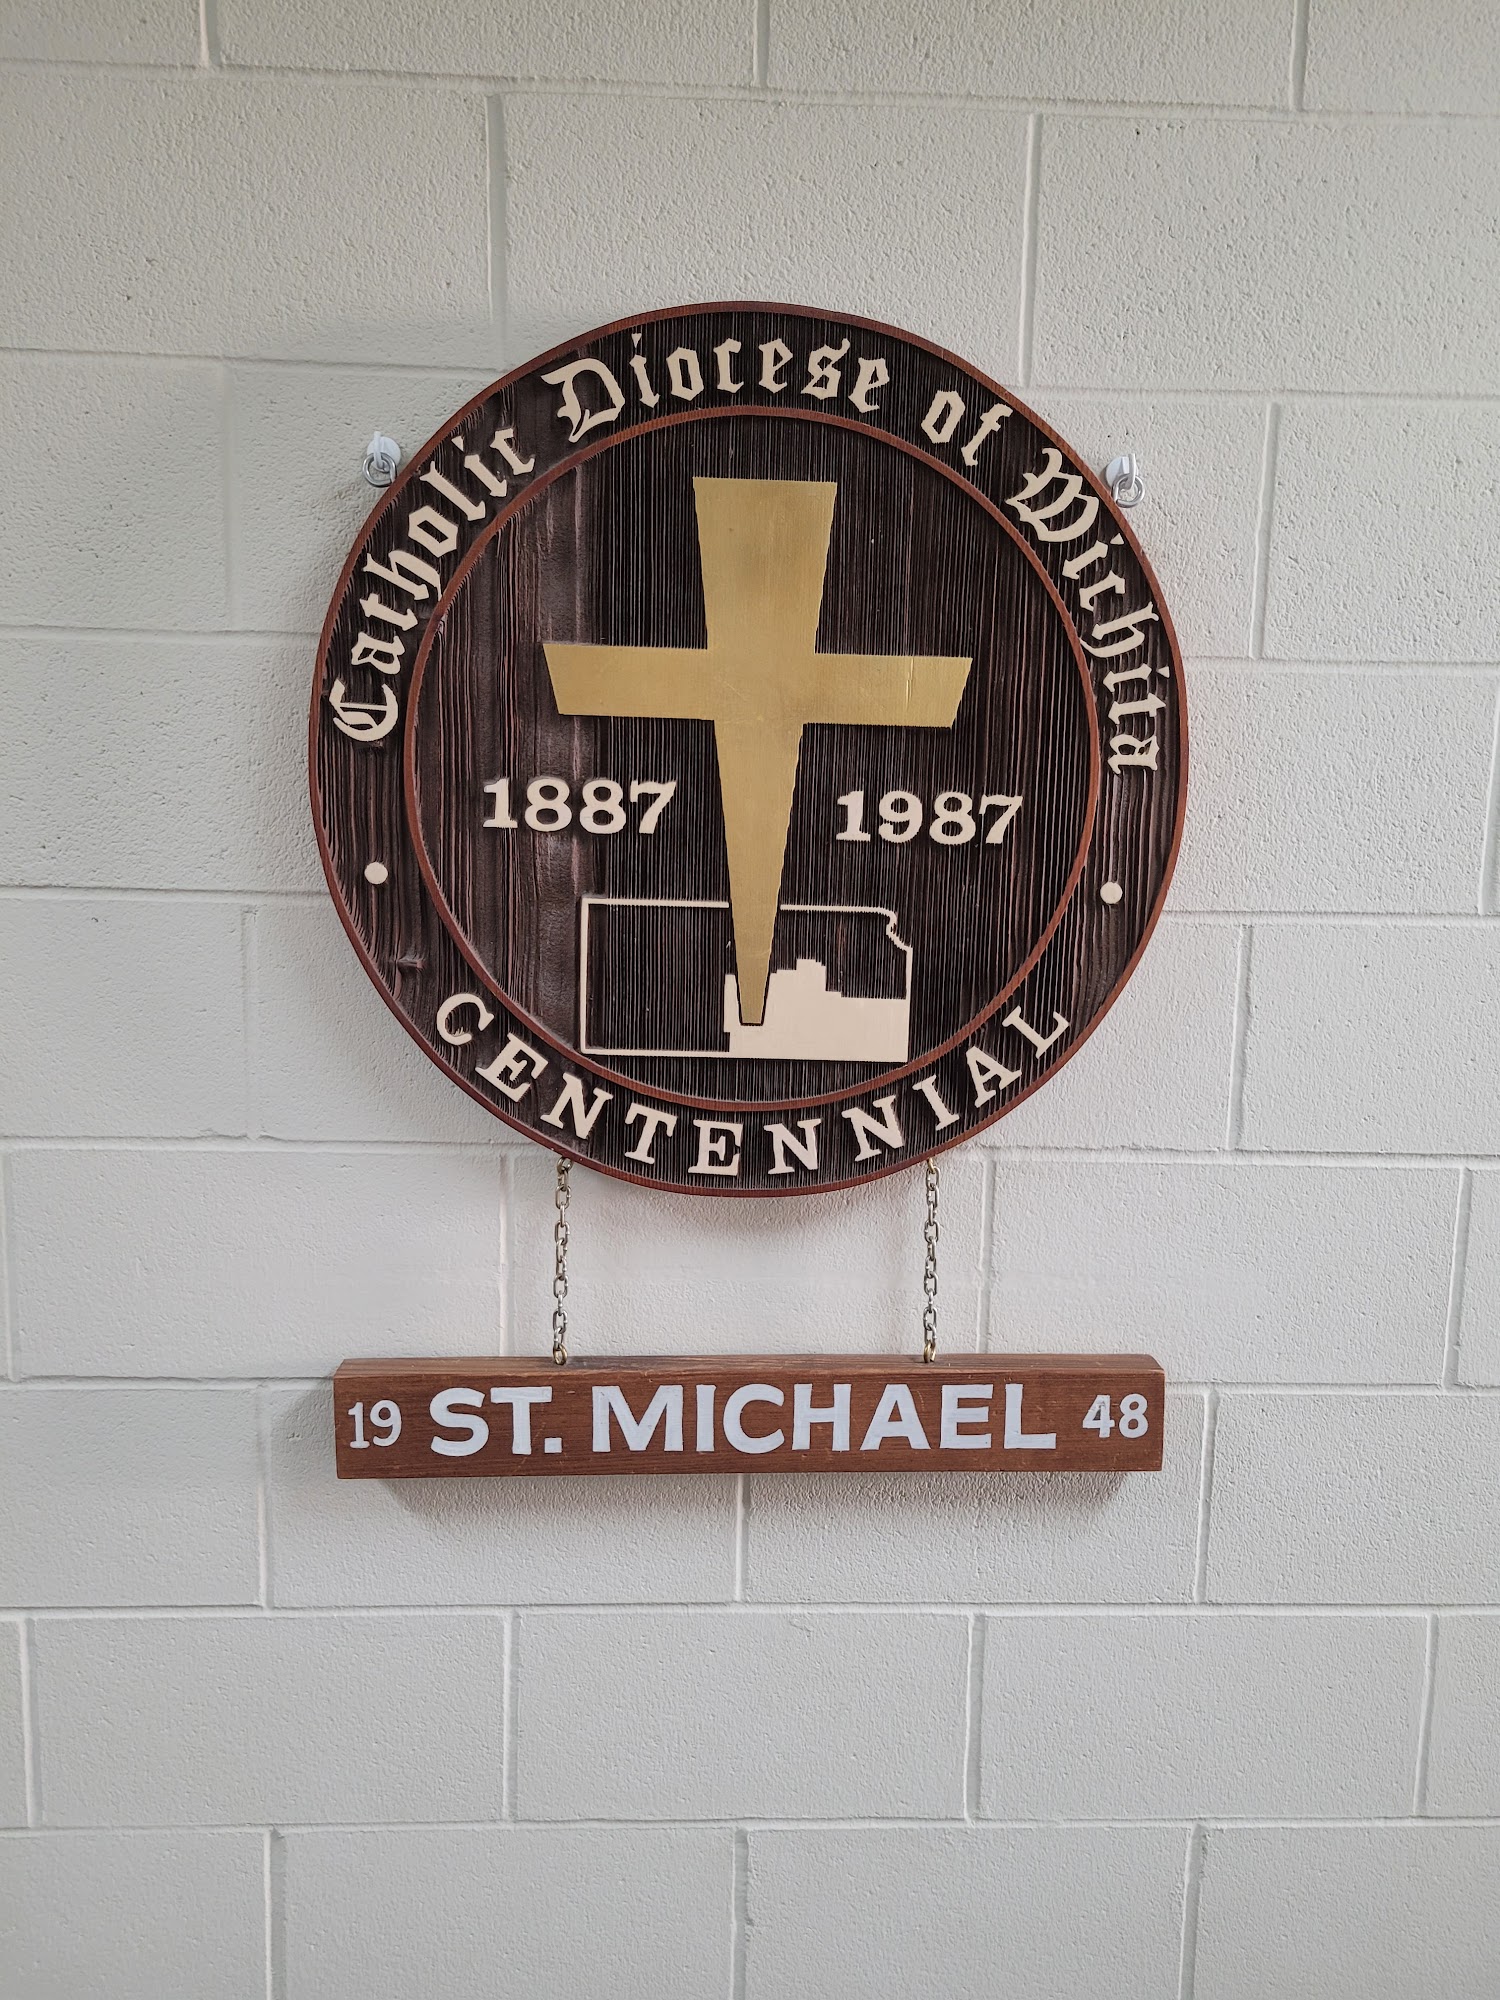 Catholic Diocese of Wichita
1887 1987
CENTENNIAL
19 ST. MICHAEL 48